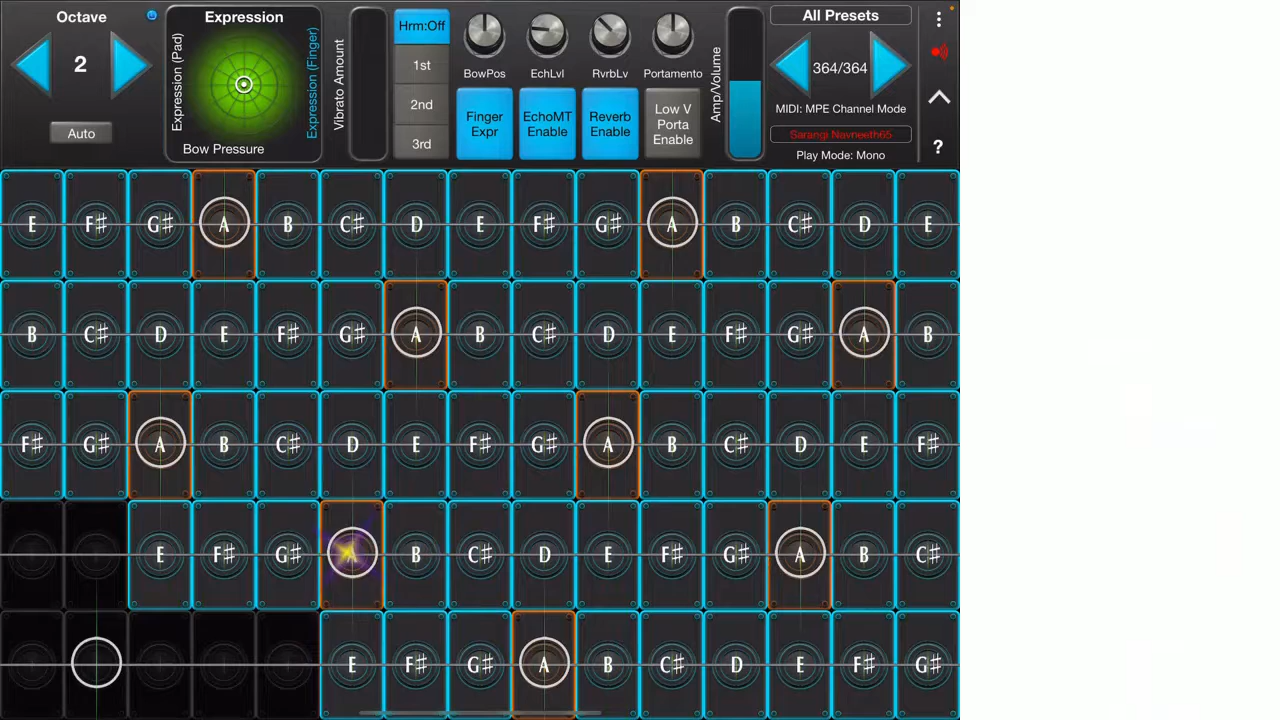 Octave
2
Auto
Expression
Expression (Pad)
Expression (Finger)
Bow Pressure
Vibrato Amount
Hrm:Off
1st
2nd
3rd
BowPos EchLvl RvrbLv Portamento
Finger Expr
EchoMT Enable
Reverb Enable
Low V Porta Enable
Amp/Volume
All Presets
364/364
MIDI: MPE Channel Mode
Sarangi Navneeth65
Play Mode: Mono
?
E F♯ G♯ A B C♯ D E F♯ G♯ A B C♯ D E
B C♯ D E F♯ G♯ A B C♯ D E F♯ G♯ A B
F♯ G♯ A B C♯ D E F♯ G♯ A B C♯ D E F♯
E F♯ G♯ A B C♯ D E F♯ G♯ A B C♯
E F♯ G♯ A B C♯ D E F♯ G♯